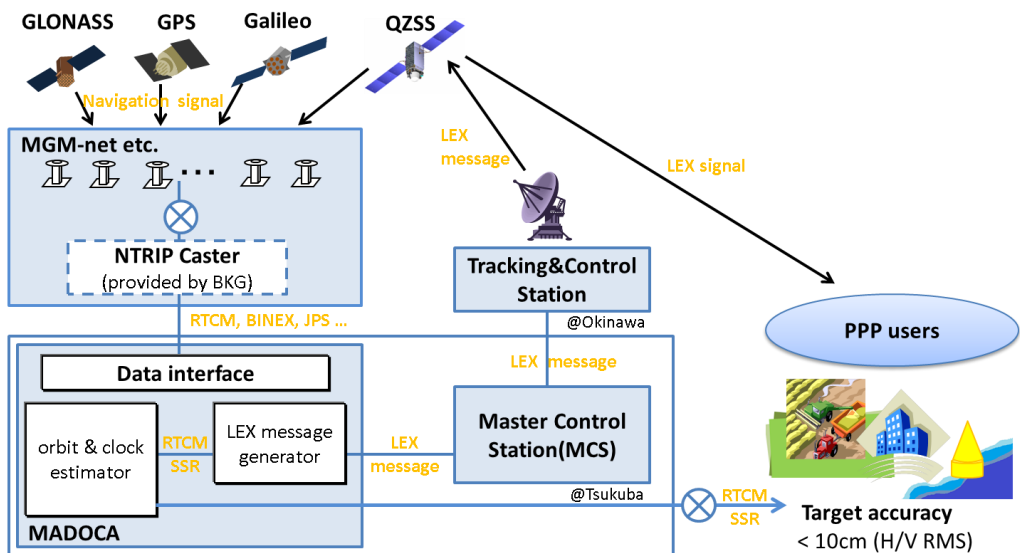 GLONASS
GPS
Galileo
QZSS
Navigation signal
MGM-net etc.
LEX
message
LEX signal
NTRIP Caster
(provided by BKG)
Tracking&Control
Station
@Okinawa
RTCM, BINEX, JPS ...
PPP users
LEX message
Data interface
orbit & clock
estimator
RTCM
SSR
LEX message
generator
LEX
message
Master Control
Station(MCS)
@Tsukuba
RTCM
SSR
MADOCA
Target accuracy
< 10cm (H/V RMS)